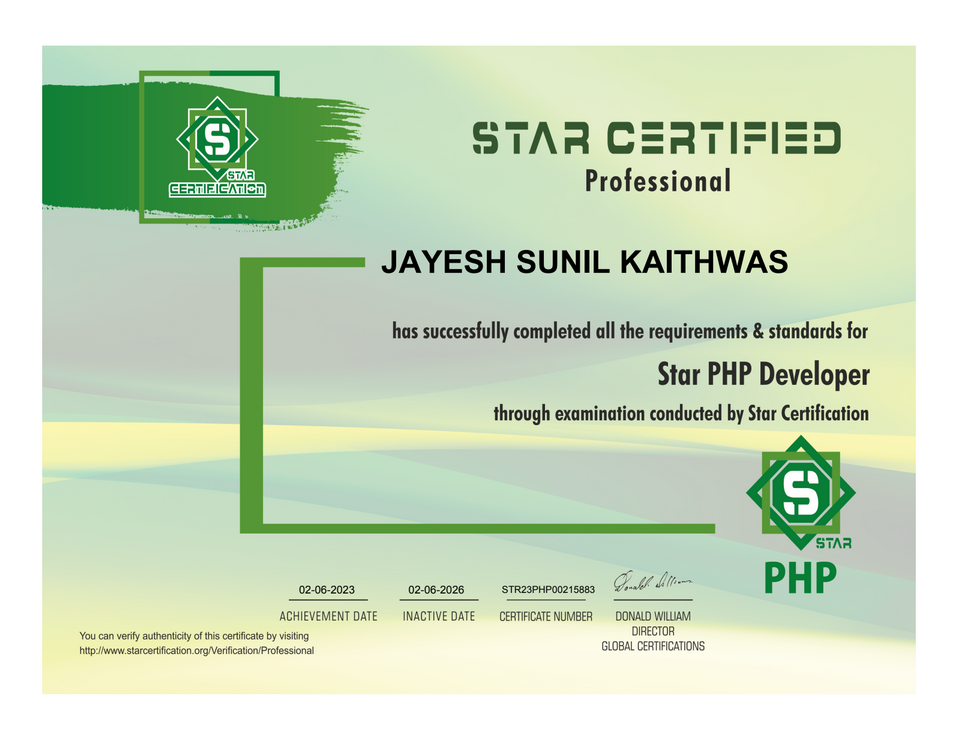 S
STAR
CERTIFICATION
STAR CERTIFIED
Professional
JAYESH SUNIL KAITHWAS
has successfully completed all the requirements & standards for
Star PHP Developer
through examination conducted by Star Certification
S
STAR
PHP
02-06-2023 02-06-2026 STR23PHP00215883 Donald William
ACHIEVEMENT DATE INACTIVE DATE CERTIFICATE NUMBER DONALD WILLIAM
DIRECTOR
GLOBAL CERTIFICATIONS
You can verify authenticity of this certificate by visiting
http://www.starcertification.org/Verification/Professional